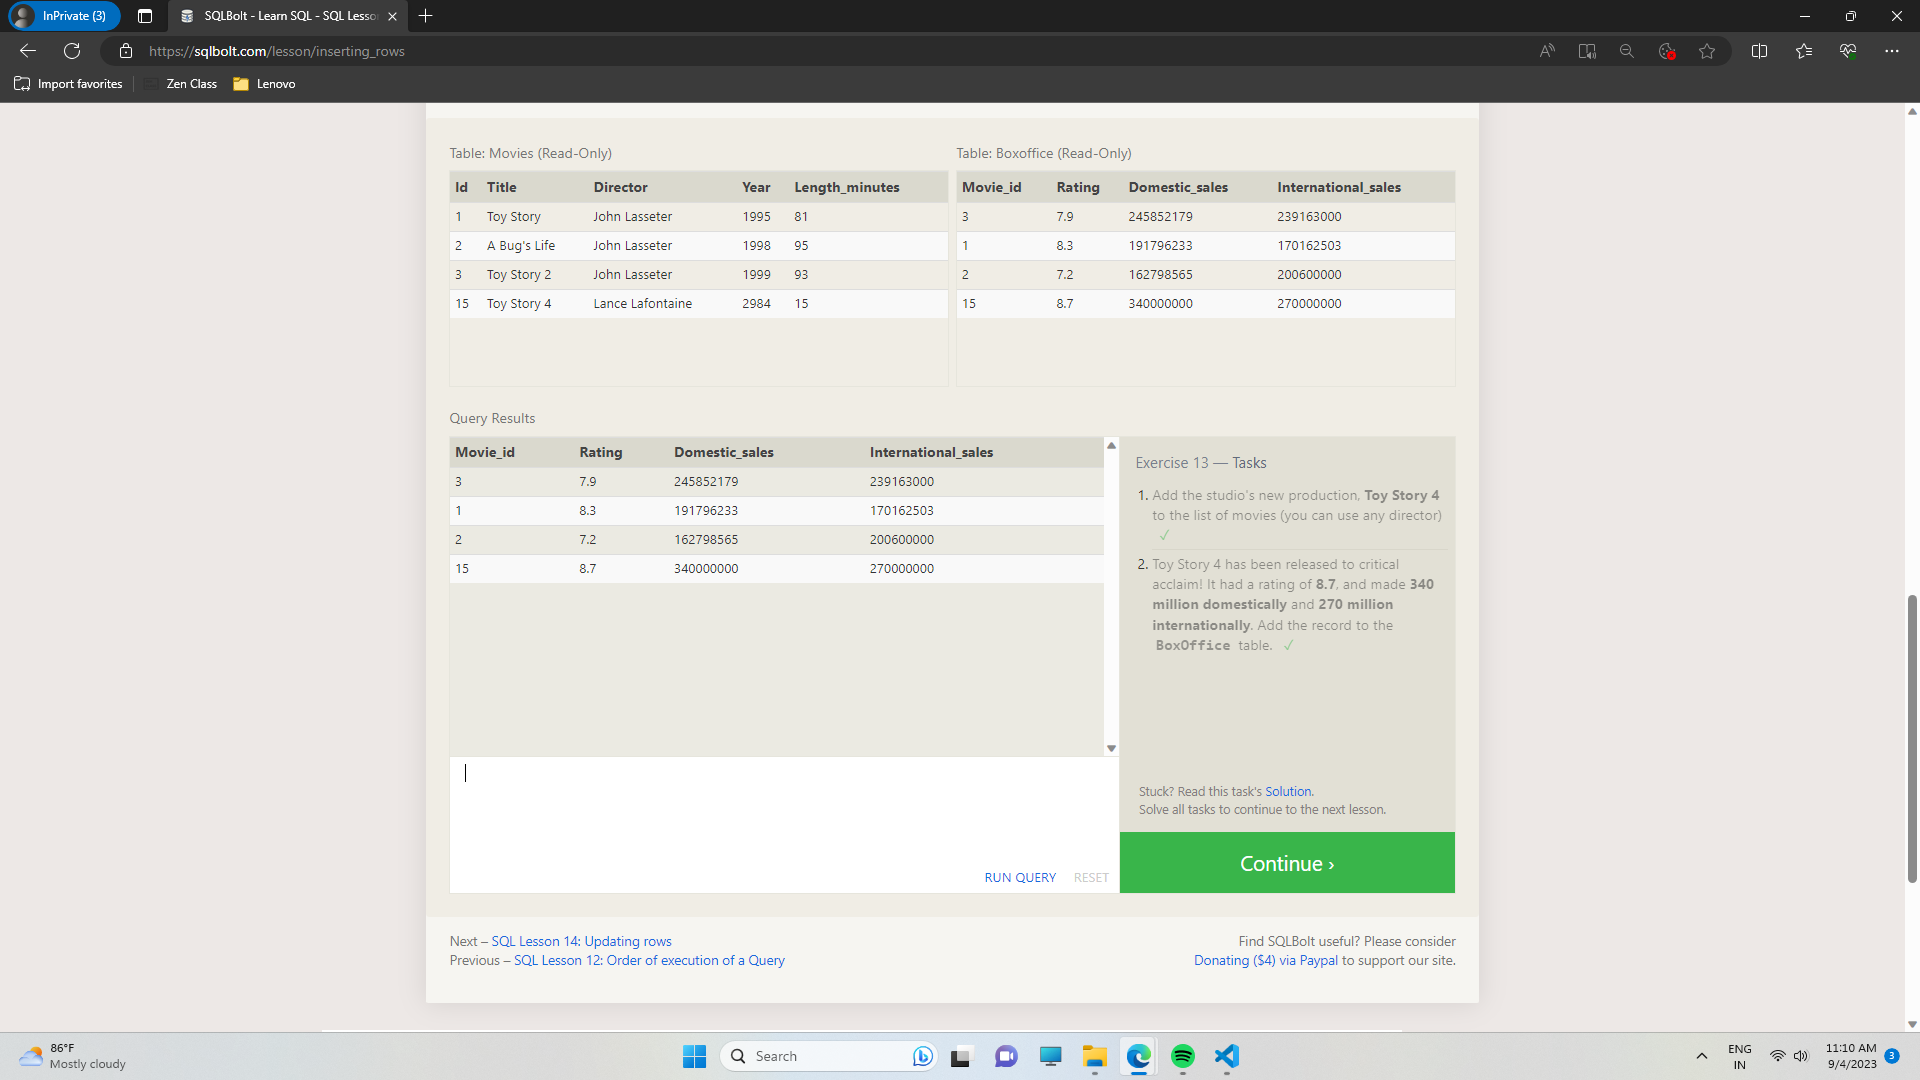 InPrivate (3)
SQLBolt - Learn SQL - SQL Lesso
https://sqlbolt.com/lesson/inserting_rows
Import favorites
Zen Class
Lenovo
Table: Movies (Read-Only)
Id Title Director Year Length_minutes
1 Toy Story John Lasseter 1995 81
2 A Bug's Life John Lasseter 1998 95
3 Toy Story 2 John Lasseter 1999 93
15 Toy Story 4 Lance Lafontaine 2984 15
Table: Boxoffice (Read-Only)
Movie_id Rating Domestic_sales International_sales
3 7.9 245852179 239163000
1 8.3 191796233 170162503
2 7.2 162798565 200600000
15 8.7 340000000 270000000
Query Results
Movie_id Rating Domestic_sales International_sales
3 7.9 245852179 239163000
1 8.3 191796233 170162503
2 7.2 162798565 200600000
15 8.7 340000000 270000000
RUN QUERY RESET
Exercise 13 — Tasks
1. Add the studio's new production, Toy Story 4
to the list of movies (you can use any director)
✓
2. Toy Story 4 has been released to critical
acclaim! It had a rating of 8.7, and made 340
million domestically and 270 million
internationally. Add the record to the
BoxOffice table. ✓
Stuck? Read this task's Solution.
Solve all tasks to continue to the next lesson.
Continue ›
Next – SQL Lesson 14: Updating rows
Previous – SQL Lesson 12: Order of execution of a Query
Find SQLBolt useful? Please consider
Donating ($4) via Paypal to support our site.
86°F
Mostly cloudy
Search
ENG
IN
11:10 AM
9/4/2023
3